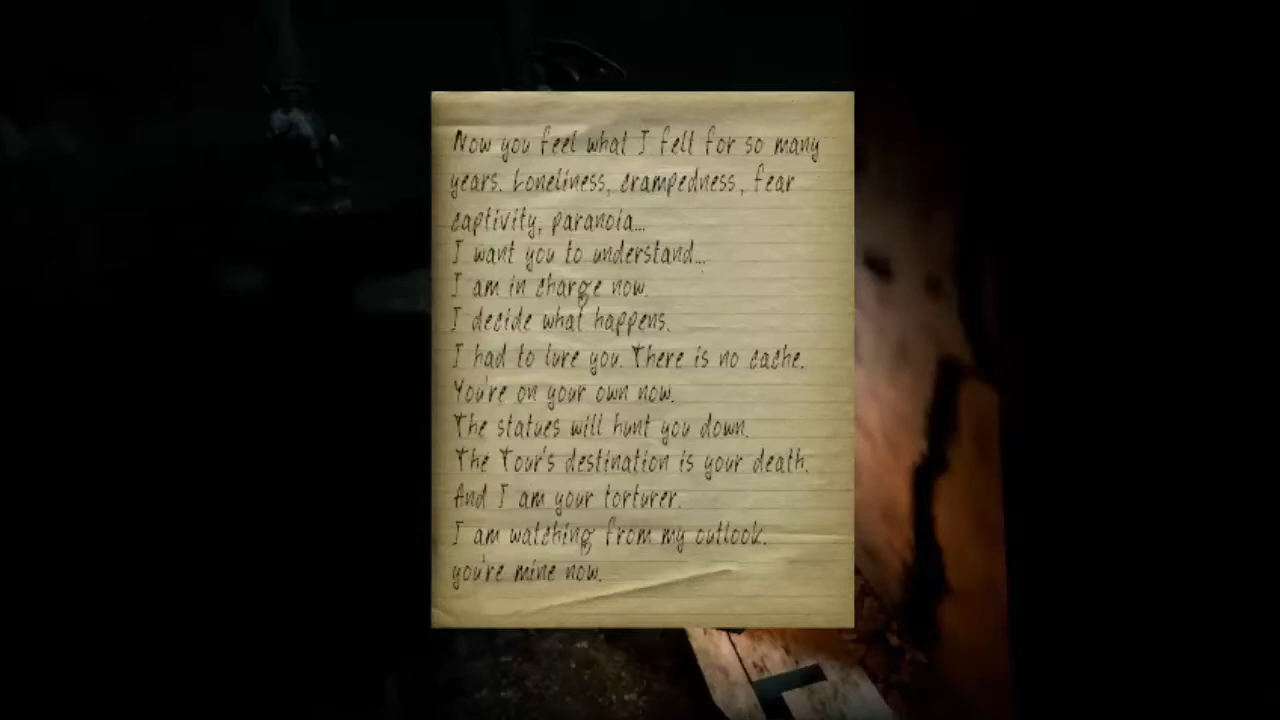 Now you feel what I fell for so many
years. Loneliness, crampedness, fear
captivity, paranoia...
I want you to understand...
I am in charge now.
I decide what happens.
I had to lure you. There is no cache.
You're on your own now.
The statues will hunt you down.
The Tour's destination is your death.
And I am your torturer.
I am watching from my outlook.
you're mine now.